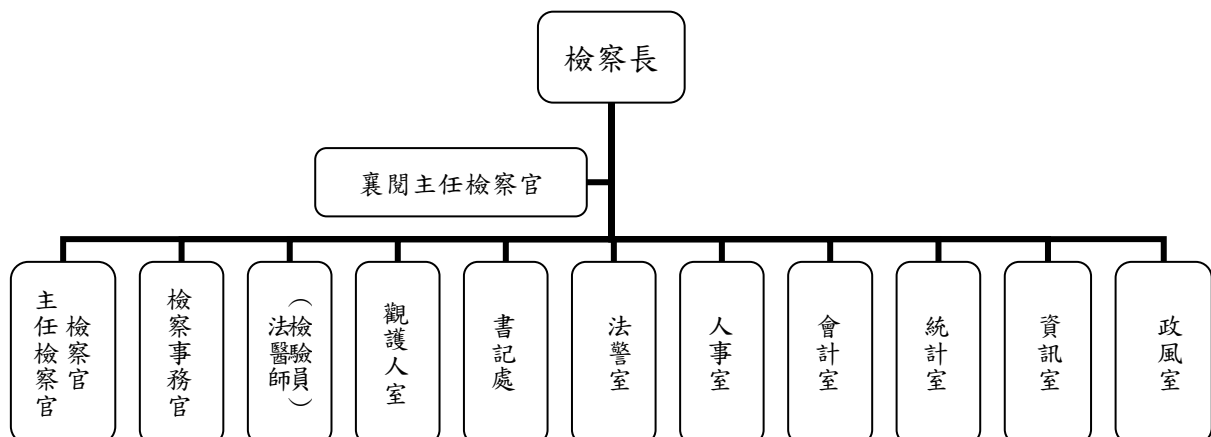 檢察長
襄閱主任檢察官
主任檢察官
檢察官
檢察事務官
法醫師
（檢驗員）
觀護人室
書記處
法警室
人事室
會計室
統計室
資訊室
政風室